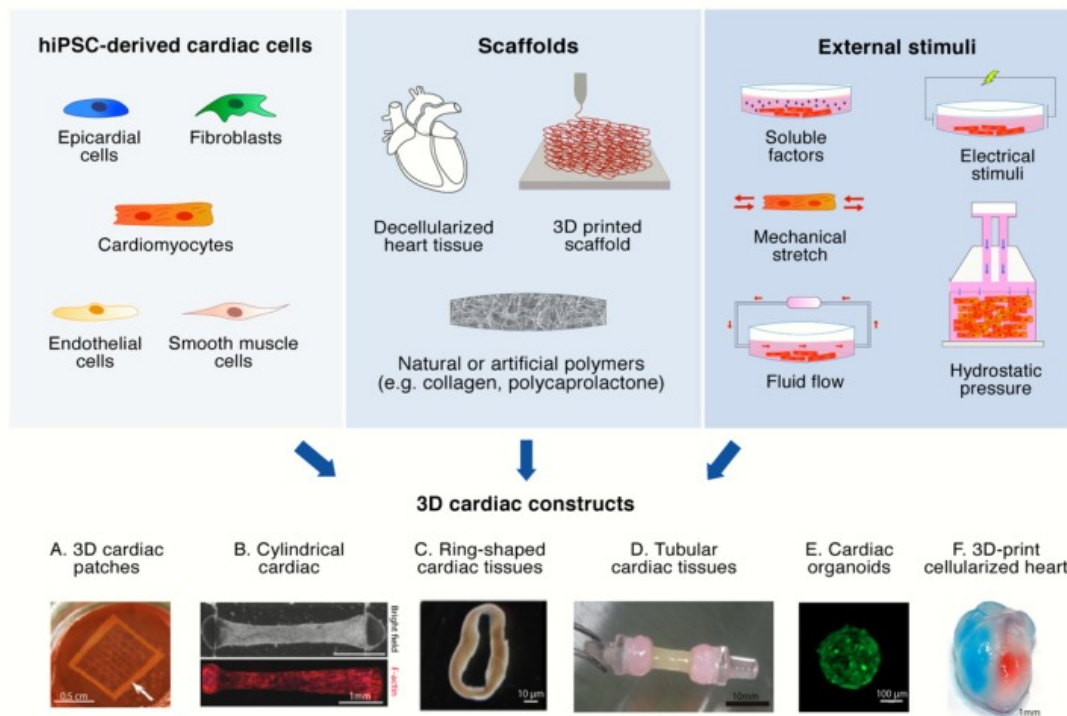 hiPSC-derived cardiac cells
Epicardial
cells
Fibroblasts
Cardiomyocytes
Endothelial
cells
Smooth muscle
cells
Scaffolds
Decellularized
heart tissue
3D printed
scaffold
Natural or artificial polymers
(e.g. collagen, polycaprolactone)
External stimuli
Soluble
factors
Electrical
stimuli
Mechanical
stretch
Fluid flow
Hydrostatic
pressure
3D cardiac constructs
A. 3D cardiac
patches
0.5 cm
B. Cylindrical
cardiac
Bright field
F-actin
1mm
C. Ring-shaped
cardiac tissues
10 µm
D. Tubular
cardiac tissues
10mm
E. Cardiac
organoids
100 µm
F. 3D-print
cellularized heart
1mm